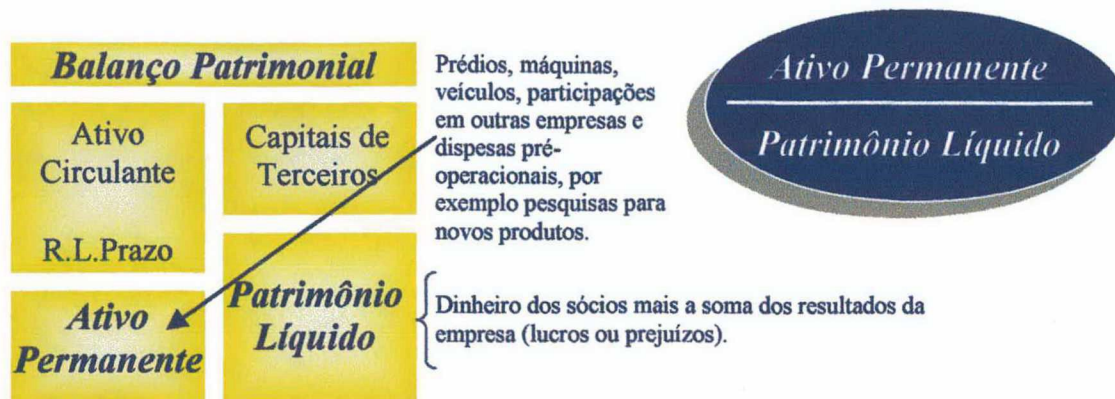 Balanço Patrimonial
Ativo
Circulante
R.L.Prazo
Capitais de
Terceiros
Ativo
Permanente
Patrimônio
Líquido
Prédios, máquinas,
veículos, participações
em outras empresas e
dispesas pré-
operacionais, por
exemplo pesquisas para
novos produtos.
Dinheiro dos sócios mais a soma dos resultados da
empresa (lucros ou prejuízos).
Ativo Permanente
Patrimônio Líquido